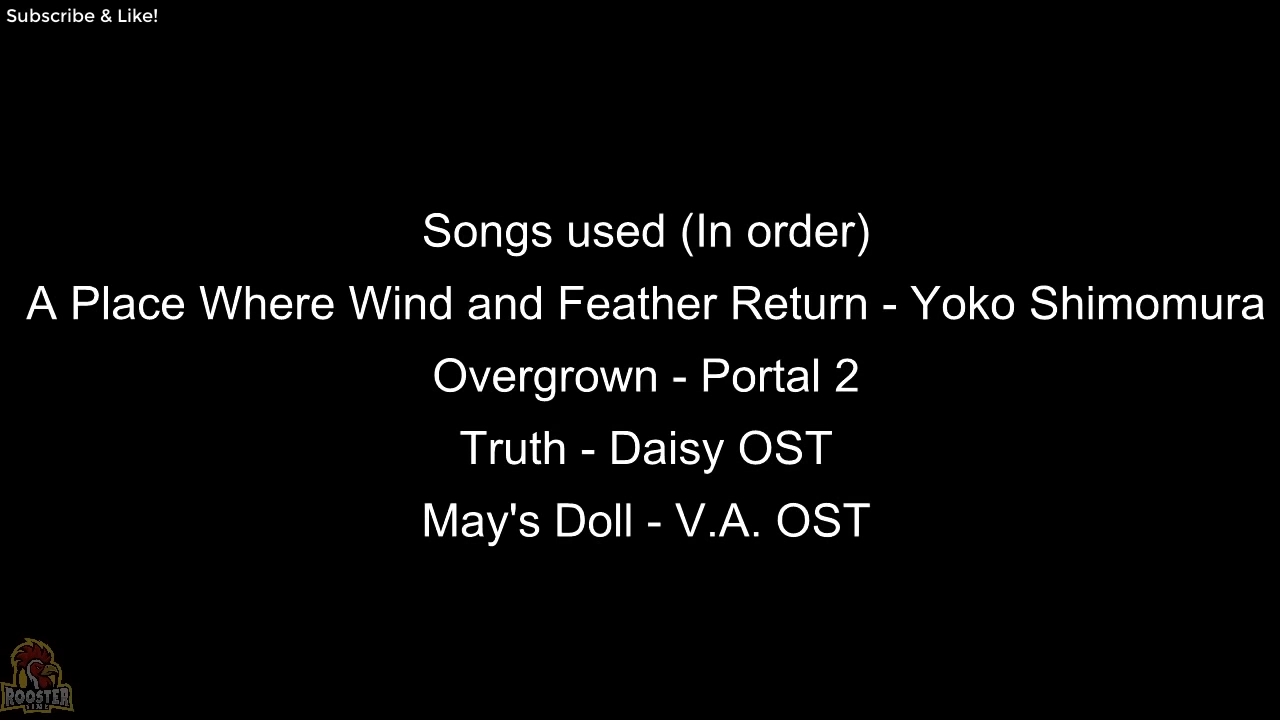 Subscribe & Like!
Songs used (In order)
A Place Where Wind and Feather Return - Yoko Shimomura
Overgrown - Portal 2
Truth - Daisy OST
May's Doll - V.A. OST
ROOSTER